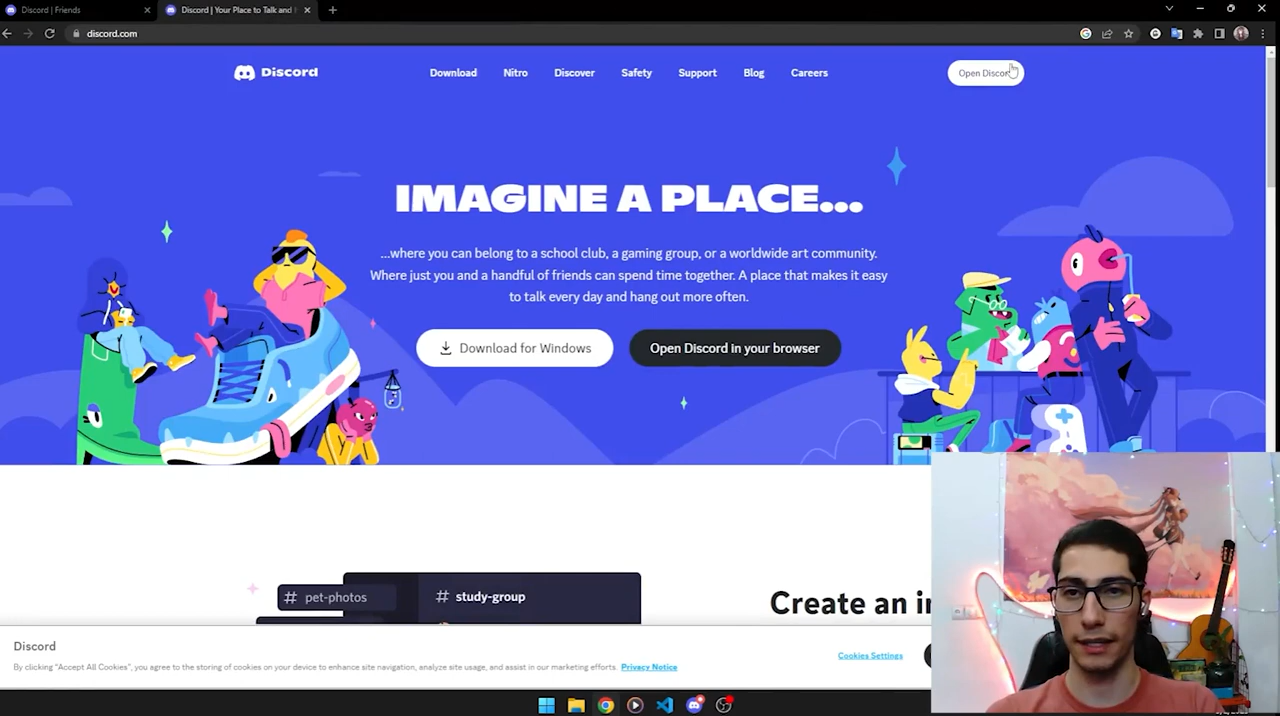 Discord | Friends
Discord | Your Place to Talk and
discord.com
Discord
Download
Nitro
Discover
Safety
Support
Blog
Careers
Open Discord
IMAGINE A PLACE...
...where you can belong to a school club, a gaming group, or a worldwide art community.
Where just you and a handful of friends can spend time together. A place that makes it easy
to talk every day and hang out more often.
Download for Windows
Open Discord in your browser
# pet-photos
# study-group
Create an in
Discord
By clicking "Accept All Cookies", you agree to the storing of cookies on your device to enhance site navigation, analyze site usage, and assist in our marketing efforts. Privacy Notice
Cookies Settings